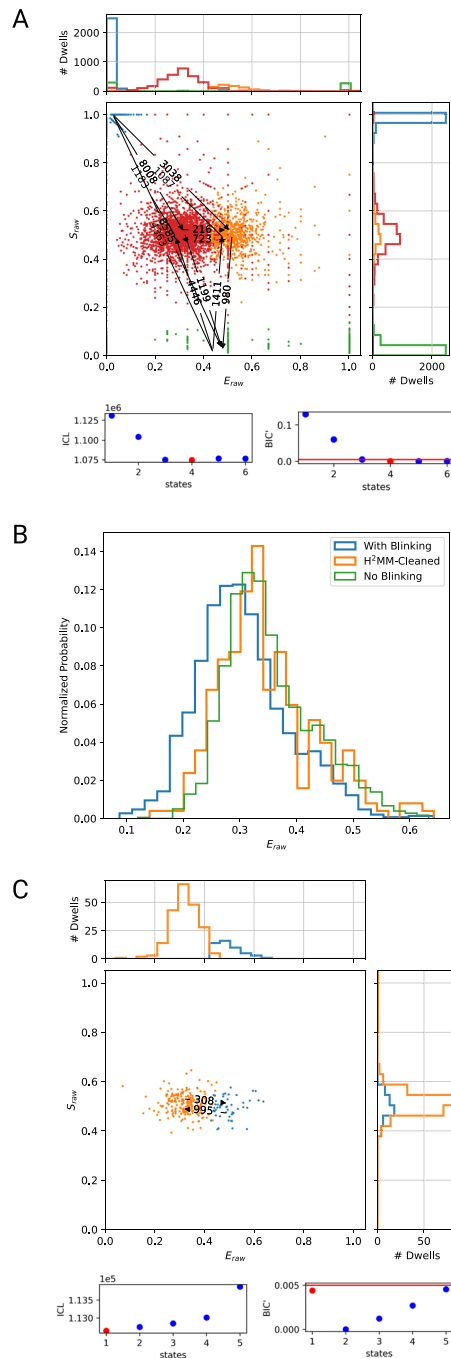 A
# Dwells
2000
1000
0
1.0
0.8
0.6
0.4
0.2
0.0
S_raw
8008
1183
3038
1087
216
723
8585
4446
1199
1411
980
0.0 0.2 0.4 0.6 0.8 1.0
E_raw
0 2000
# Dwells
1e6
1.125
1.100
1.075
ICL
2 4 6
states
0.1
0.0
BIC'
2 4 6
states
B
With Blinking
H²MM-Cleaned
No Blinking
0.14
0.12
0.10
0.08
0.06
0.04
0.02
0.00
Normalized Probability
0.1 0.2 0.3 0.4 0.5 0.6
E_raw
C
# Dwells
50
25
0
1.0
0.8
0.6
0.4
0.2
0.0
S_raw
308
995
0.0 0.2 0.4 0.6 0.8 1.0
E_raw
0 50
# Dwells
1e5
1.135
1.130
ICL
1 2 3 4 5
states
0.005
0.000
BIC'
1 2 3 4 5
states